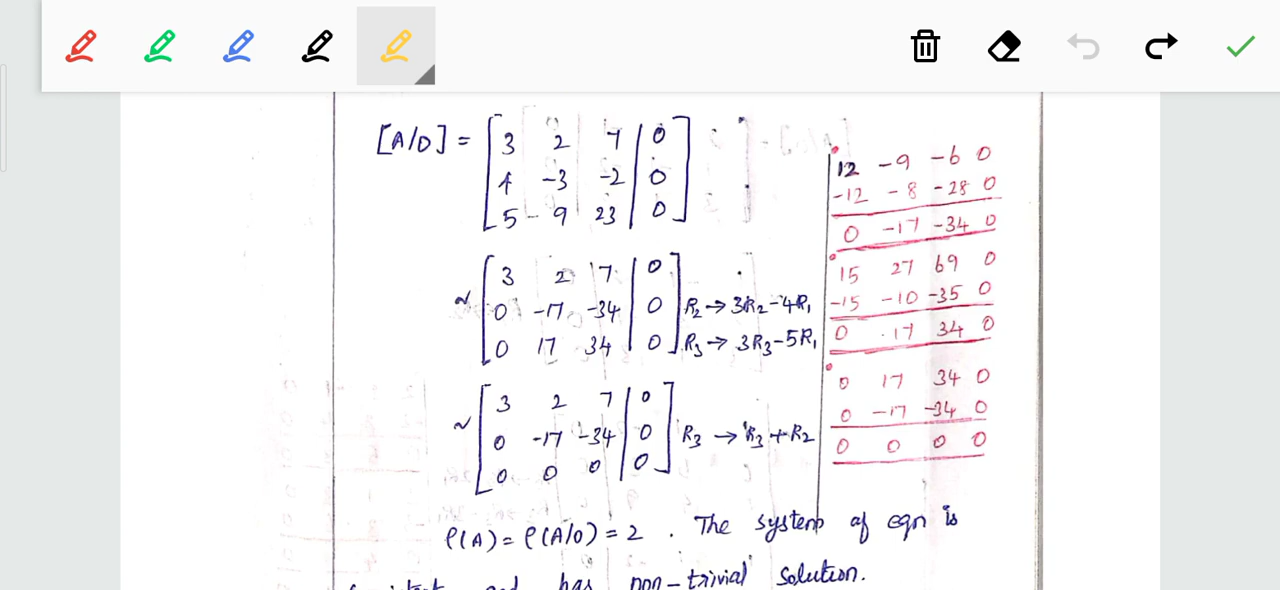 [A/O] = [3 2 7 | 0]
4 -3 -2 | 0
5 9 23 | 0
~ [3 2 7 | 0]
0 -17 -34 | 0 R2 → 3R2 - 4R1
0 17 34 | 0 R3 → 3R3 - 5R1
~ [3 2 7 | 0]
0 -17 -34 | 0 R3 → R3 + R2
0 0 0 | 0
ρ(A) = ρ(A/O) = 2 . The system of eqn is
and has non-trivial solution.
12 -9 -6 0
-12 -8 -28 0
0 -17 -34 0
15 27 69 0
-15 -10 -35 0
0 17 34 0
0 17 34 0
0 -17 -34 0
0 0 0 0